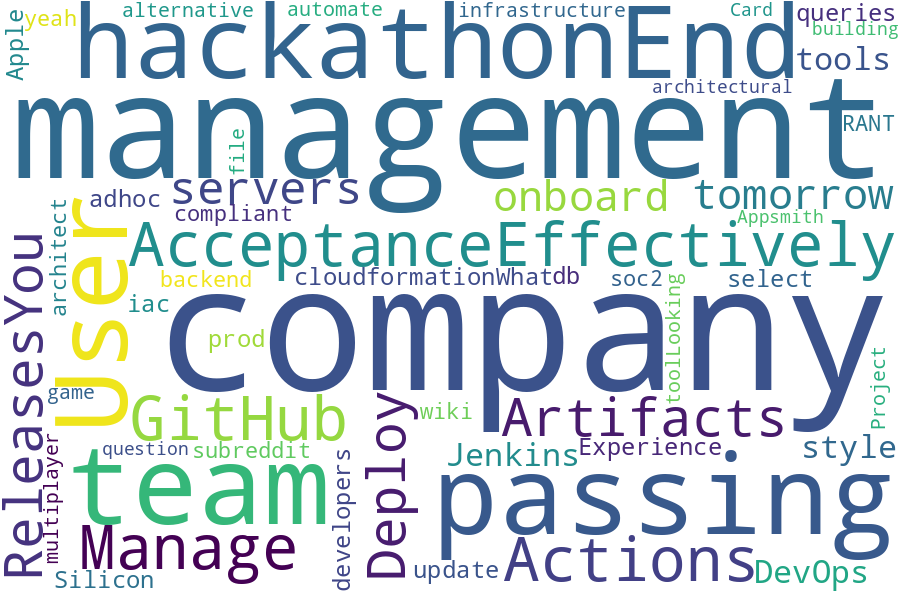 yeah
alternative
automate
infrastructure
Card
queries
building
Apple
hackathonEnd
tools
architectural
management
RANT
file
adhoc
servers
onboard
tomorrow
compliant
Appsmith
architect
User
AcceptanceEffectively
ReleasesYou
backend
cloudformationWhat
db
soc2
select
iac
company
toolLooking
prod
game
GitHub
Deploy
wiki
Artifacts
Project
multiplayer
question
subreddit
team
developers
Jenkins
Experience
style
passing
Manage
Actions
Silicon
update
DevOps